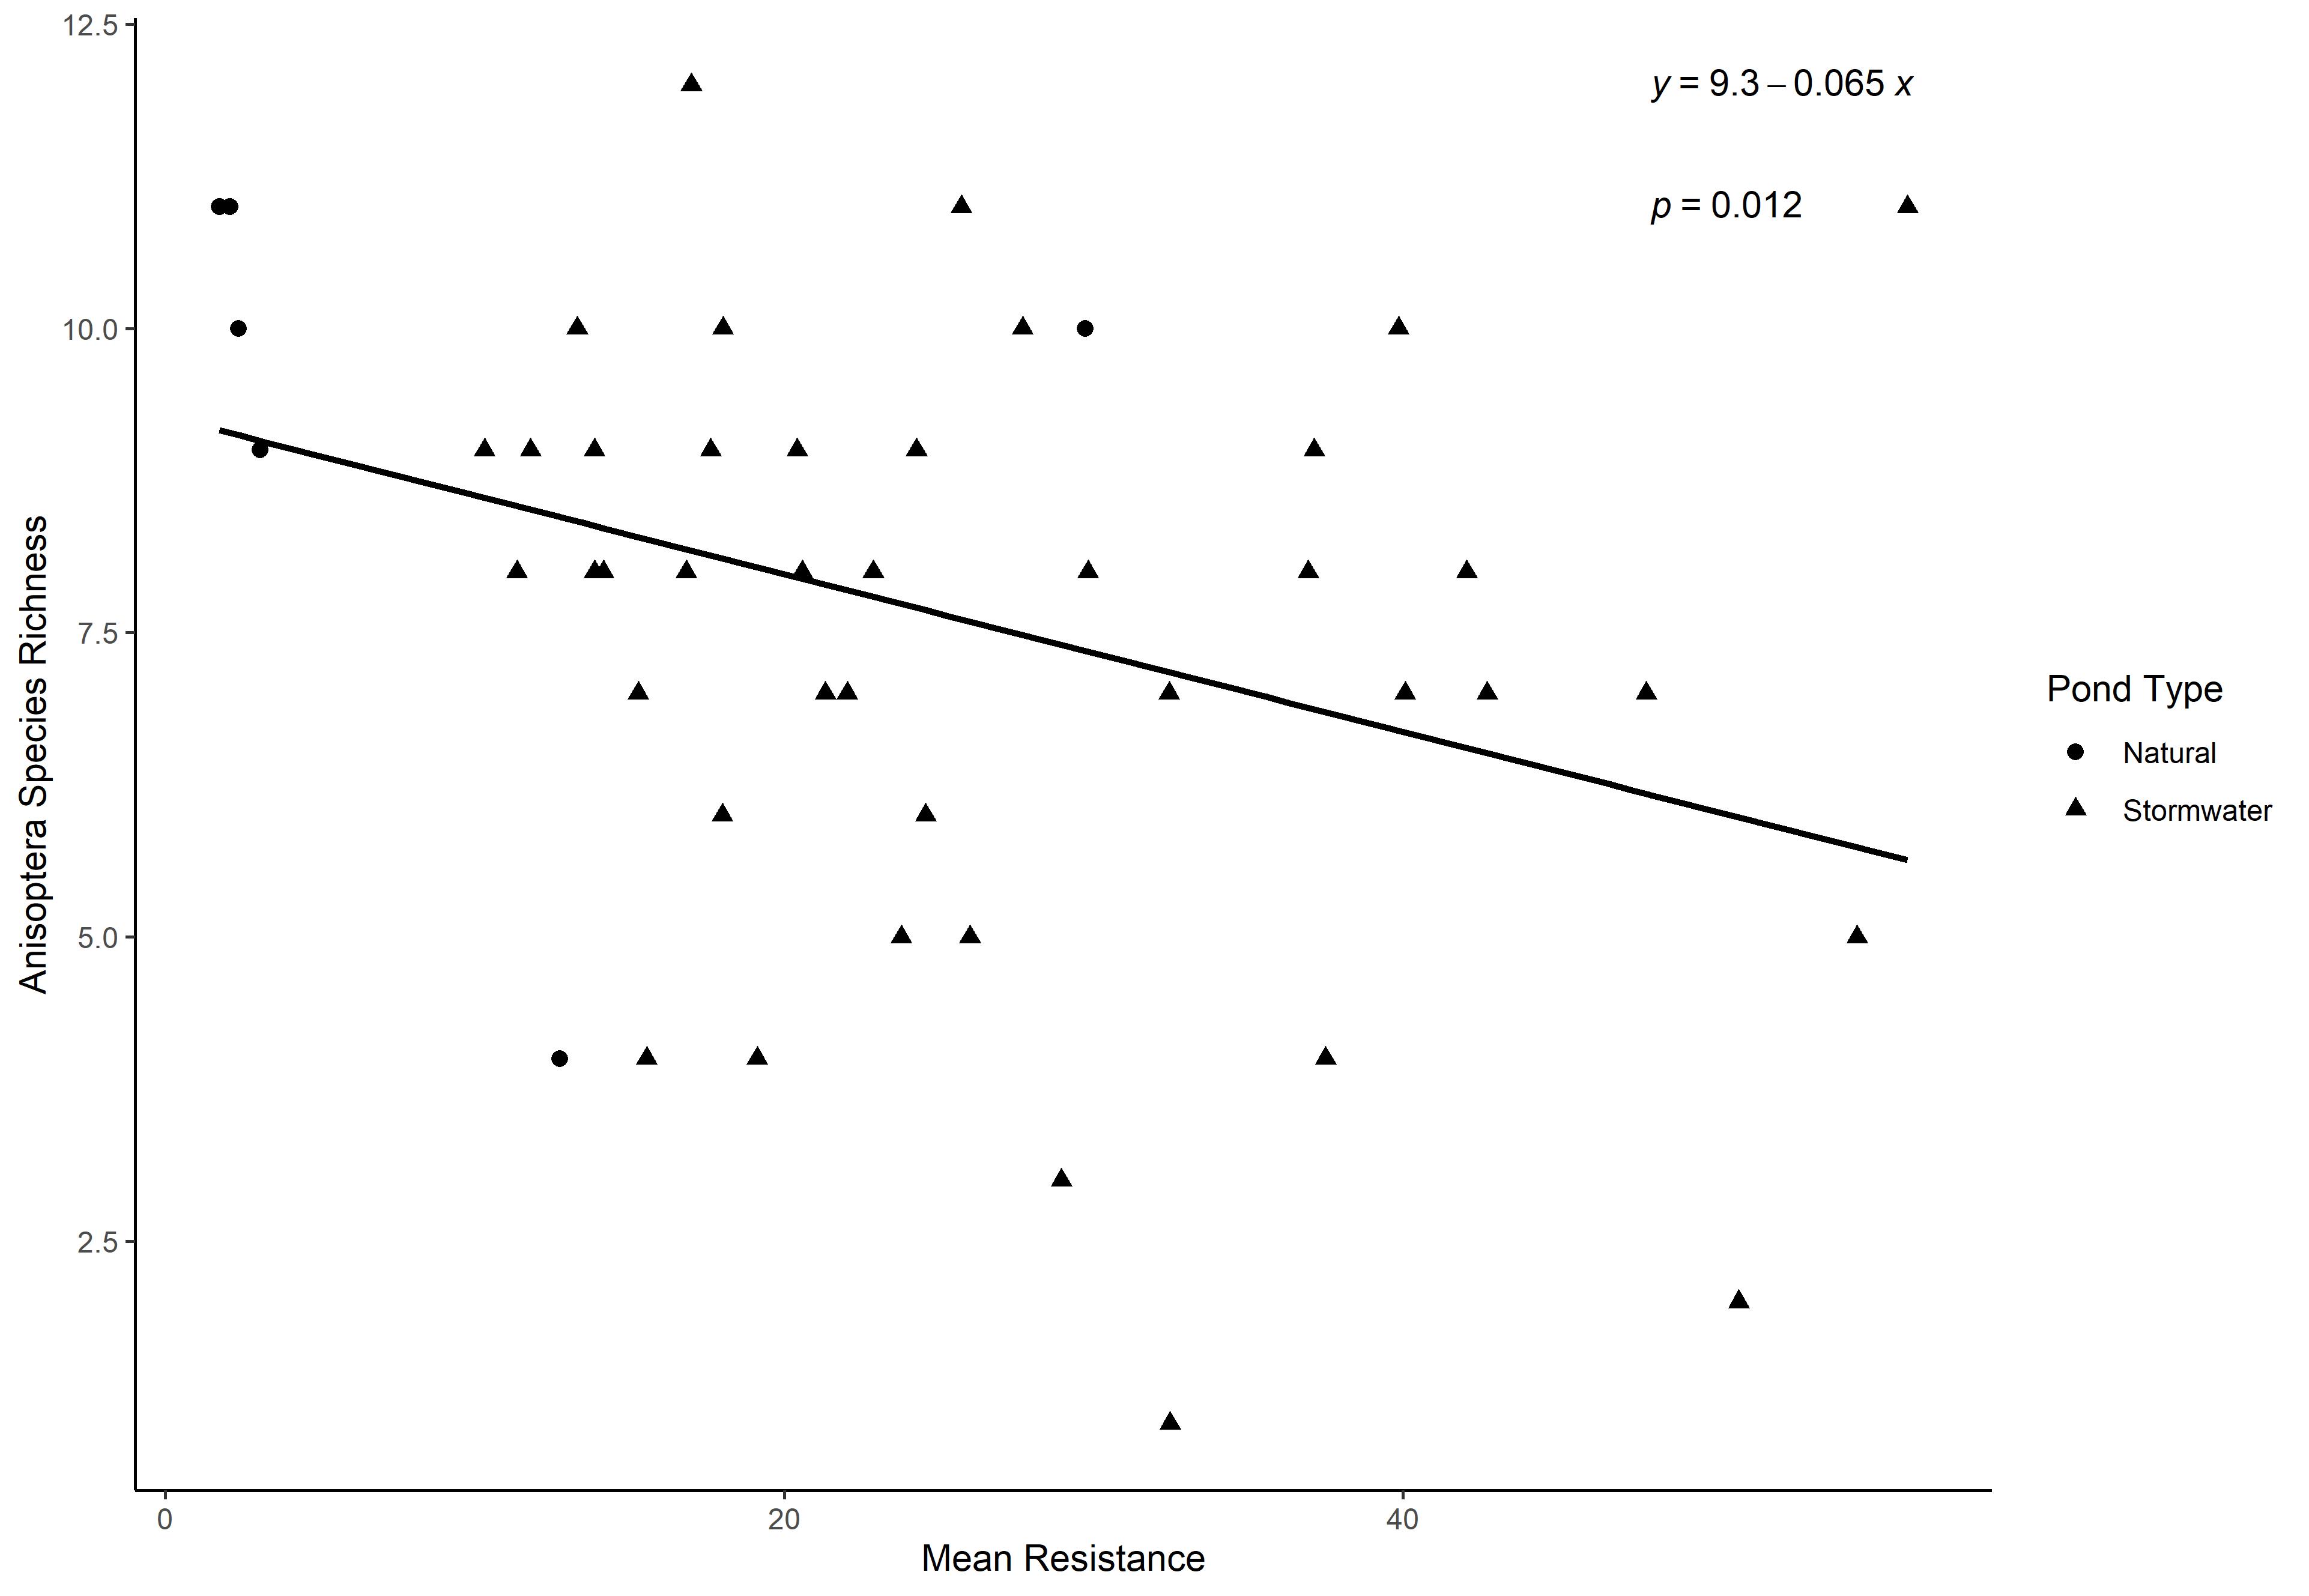 12.5
10.0
7.5
5.0
2.5
Anisoptera Species Richness
y = 9.3 – 0.065 x
p = 0.012
Pond Type
Natural
Stormwater
0 20 40
Mean Resistance